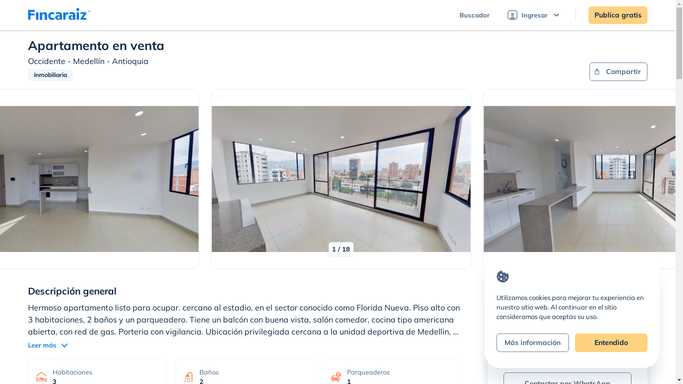 Fincaraíz
Buscador
Ingresar
Publica gratis
Apartamento en venta
Occidente - Medellín - Antioquia
Inmobiliaria
Compartir
1 / 18
Descripción general
Hermoso apartamento listo para ocupar. cercano al estadio, en el sector conocido como Florida Nueva. Piso alto con
3 habitaciones, 2 baños y un parqueadero. Tiene un balcón con buena vista, salón comedor, cocina tipo americana
abierta, con red de gas. Porteria con vigilancia. Ubicación privilegiada cercana a la unidad deportiva de Medellin, ...
Leer más
Habitaciones
3
Baños
2
Parqueaderos
1
Utilizamos cookies para mejorar tu experiencia en
nuestro sitio web. Al continuar en el sitio
consideramos que aceptas su uso.
Más información
Entendido
Contactar por WhatsApp